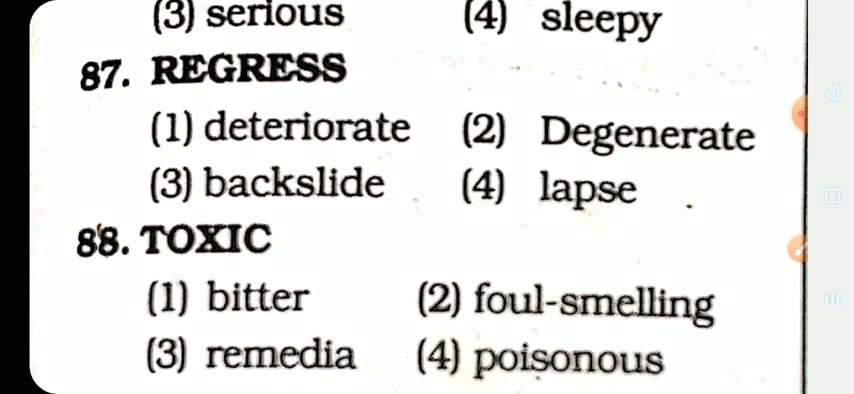 (3) serious (4) sleepy
87. REGRESS
(1) deteriorate (2) Degenerate
(3) backslide (4) lapse
88. TOXIC
(1) bitter (2) foul-smelling
(3) remedia (4) poisonous